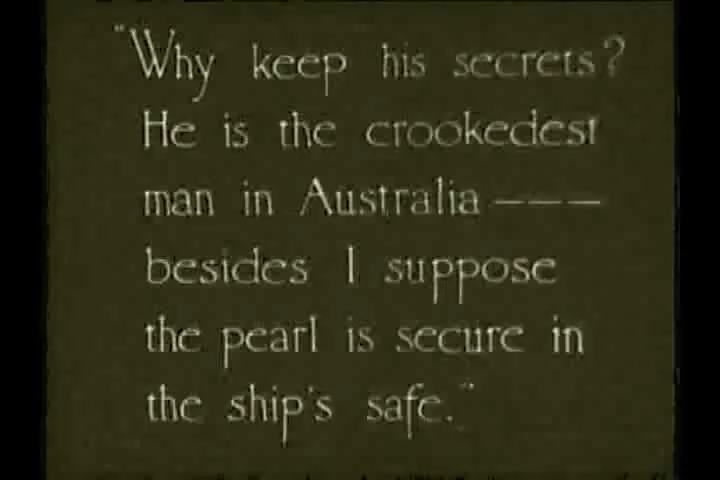 "Why keep his secrets?
He is the crookedest
man in Australia ———
besides I suppose
the pearl is secure in
the ship's safe."